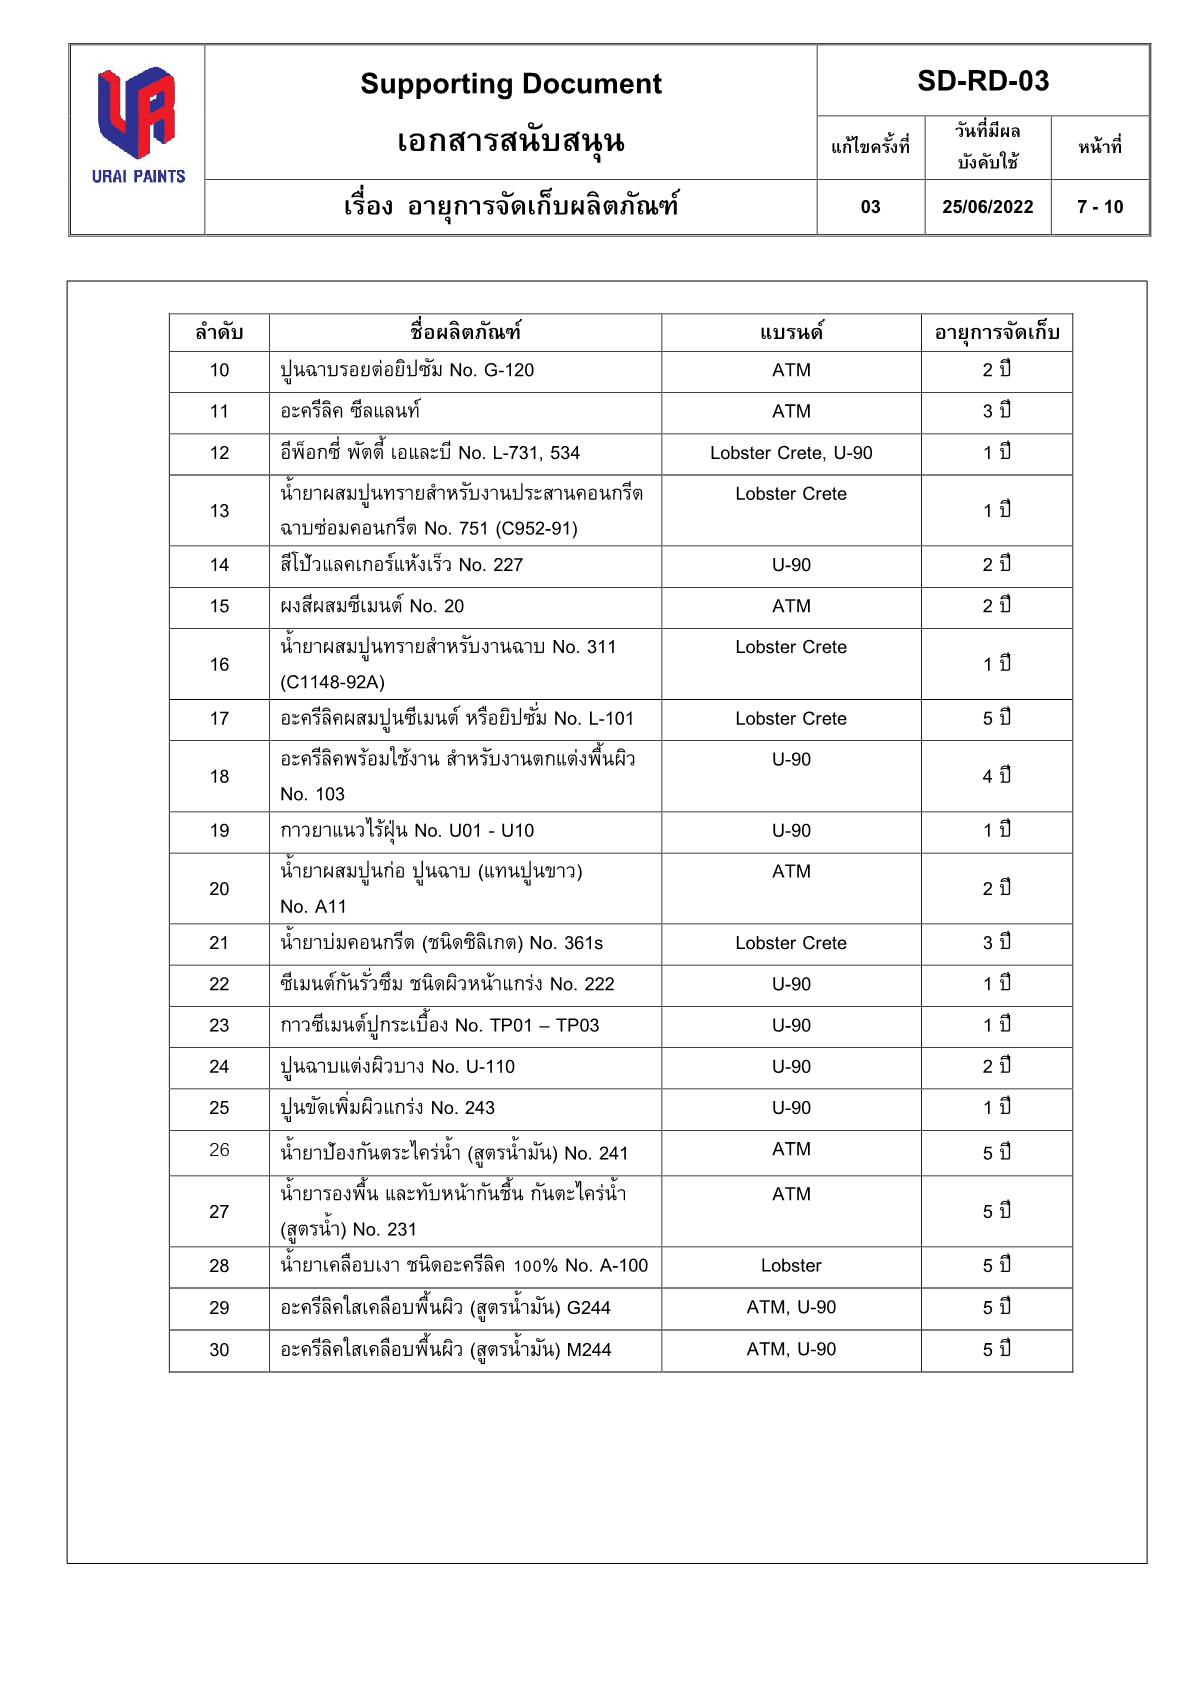 URAI PAINTS
Supporting Document
เอกสารสนับสนุน
เรื่อง อายุการจัดเก็บผลิตภัณฑ์
SD-RD-03
แก้ไขครั้งที่ วันที่มีผล หน้าที่
บังคับใช้
03 25/06/2022 7 - 10
ลำดับ ชื่อผลิตภัณฑ์ แบรนด์ อายุการจัดเก็บ
10 ปูนฉาบรอยต่อยิปซัม No. G-120 ATM 2 ปี
11 อะครีลิค ซีลแลนท์ ATM 3 ปี
12 อีพ็อกซี่ พัตตี้ เอและบี No. L-731, 534 Lobster Crete, U-90 1 ปี
13 น้ำยาผสมปูนทรายสำหรับงานประสานคอนกรีต Lobster Crete 1 ปี
ฉาบซ่อมคอนกรีต No. 751 (C952-91)
14 สีโป้วแลคเกอร์แห้งเร็ว No. 227 U-90 2 ปี
15 ผงสีผสมซีเมนต์ No. 20 ATM 2 ปี
16 น้ำยาผสมปูนทรายสำหรับงานฉาบ No. 311 Lobster Crete 1 ปี
(C1148-92A)
17 อะครีลิคผสมปูนซีเมนต์ หรือยิปซั่ม No. L-101 Lobster Crete 5 ปี
18 อะครีลิคพร้อมใช้งาน สำหรับงานตกแต่งพื้นผิว U-90 4 ปี
No. 103
19 กาวยาแนวไร้ฝุ่น No. U01 - U10 U-90 1 ปี
20 น้ำยาผสมปูนก่อ ปูนฉาบ (แทนปูนขาว) ATM 2 ปี
No. A11
21 น้ำยาบ่มคอนกรีต (ชนิดซิลิเกต) No. 361s Lobster Crete 3 ปี
22 ซีเมนต์กันรั่วซึม ชนิดผิวหน้าแกร่ง No. 222 U-90 1 ปี
23 กาวซีเมนต์ปูกระเบื้อง No. TP01 – TP03 U-90 1 ปี
24 ปูนฉาบแต่งผิวบาง No. U-110 U-90 2 ปี
25 ปูนขัดเพิ่มผิวแกร่ง No. 243 U-90 1 ปี
26 น้ำยาป้องกันตระไคร่น้ำ (สูตรน้ำมัน) No. 241 ATM 5 ปี
27 น้ำยารองพื้น และทับหน้ากันชื้น กันตะไคร่น้ำ ATM 5 ปี
(สูตรน้ำ) No. 231
28 น้ำยาเคลือบเงา ชนิดอะครีลิค 100% No. A-100 Lobster 5 ปี
29 อะครีลิคใสเคลือบพื้นผิว (สูตรน้ำมัน) G244 ATM, U-90 5 ปี
30 อะครีลิคใสเคลือบพื้นผิว (สูตรน้ำมัน) M244 ATM, U-90 5 ปี